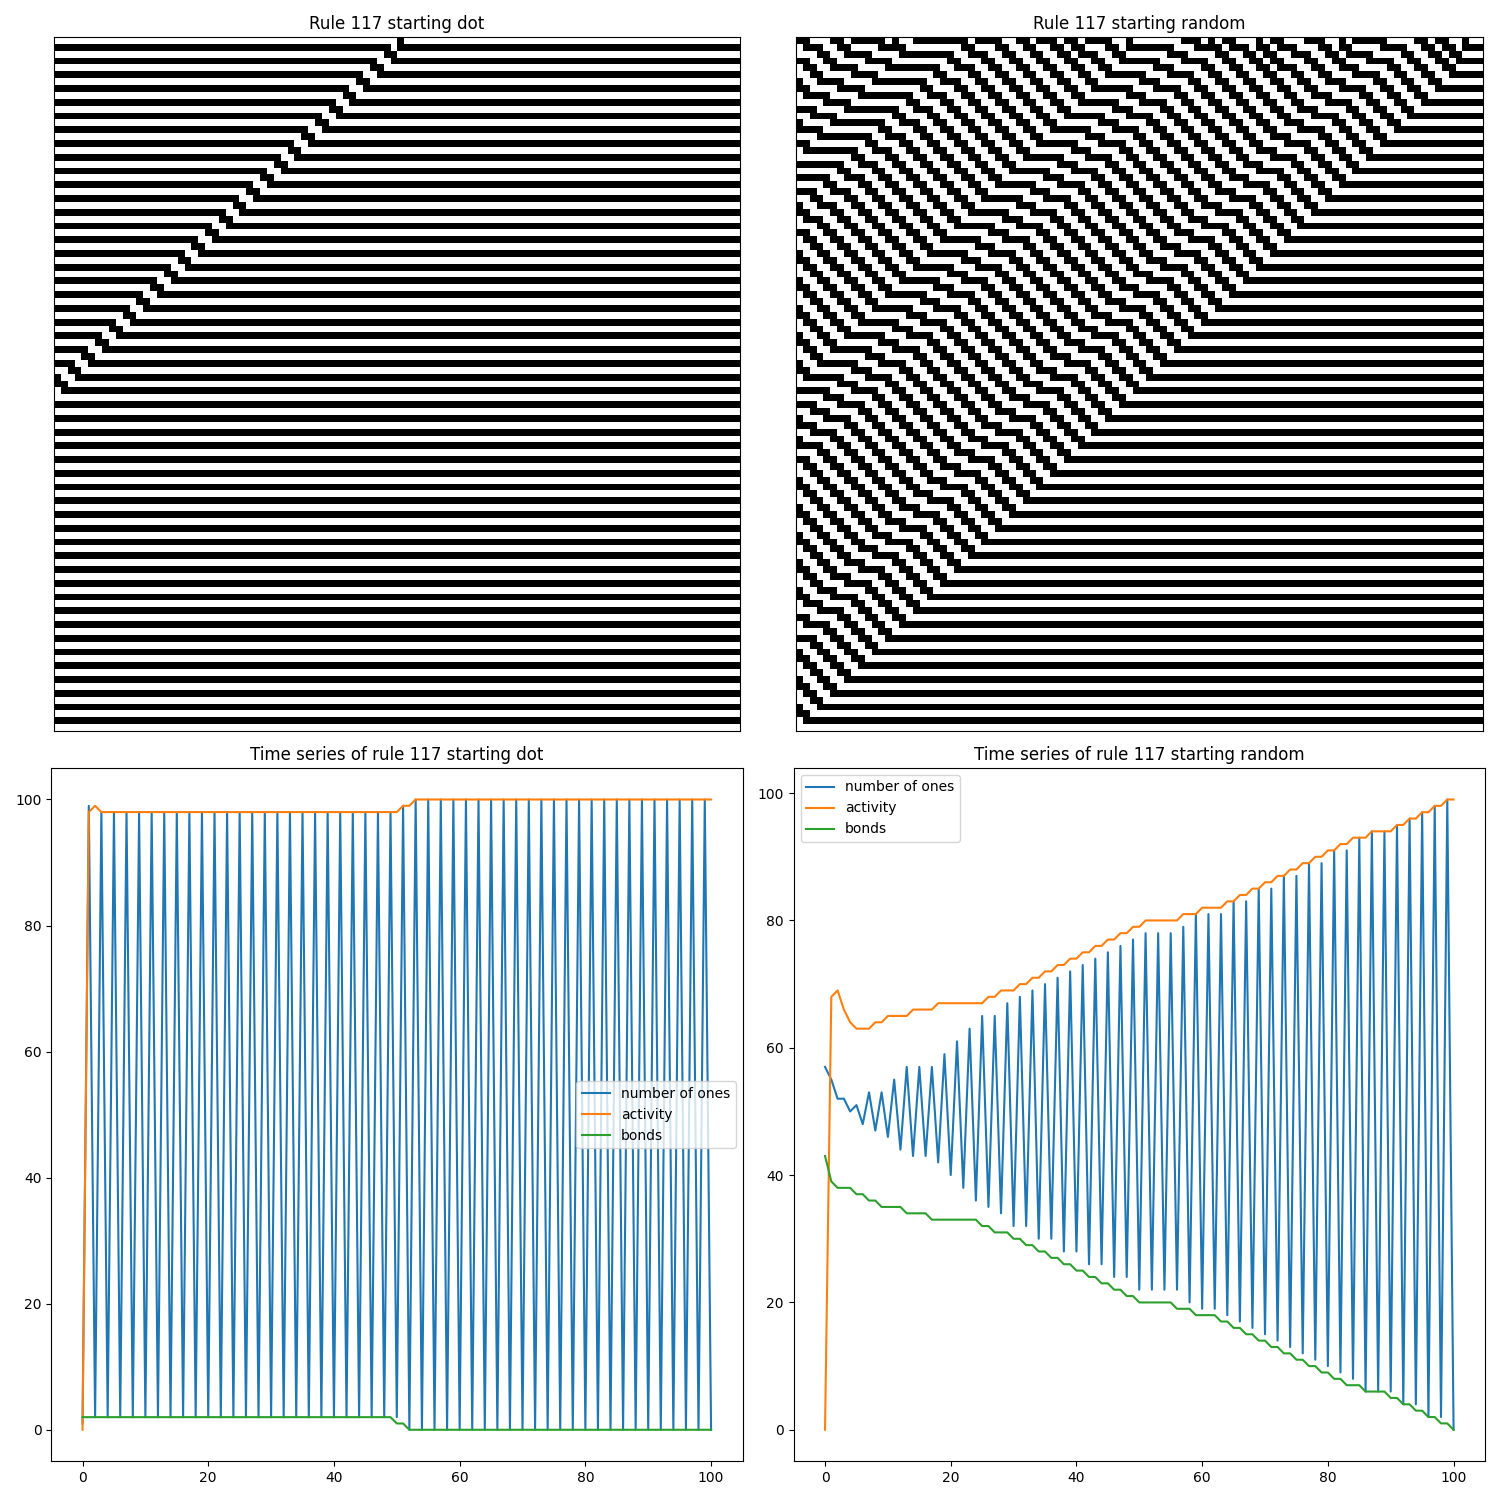 Rule 117 starting dot
Rule 117 starting random
Time series of rule 117 starting dot
100
80
60
40
20
0
0
20
40
60
80
100
number of ones
activity
bonds
Time series of rule 117 starting random
number of ones
activity
bonds
100
80
60
40
20
0
0
20
40
60
80
100